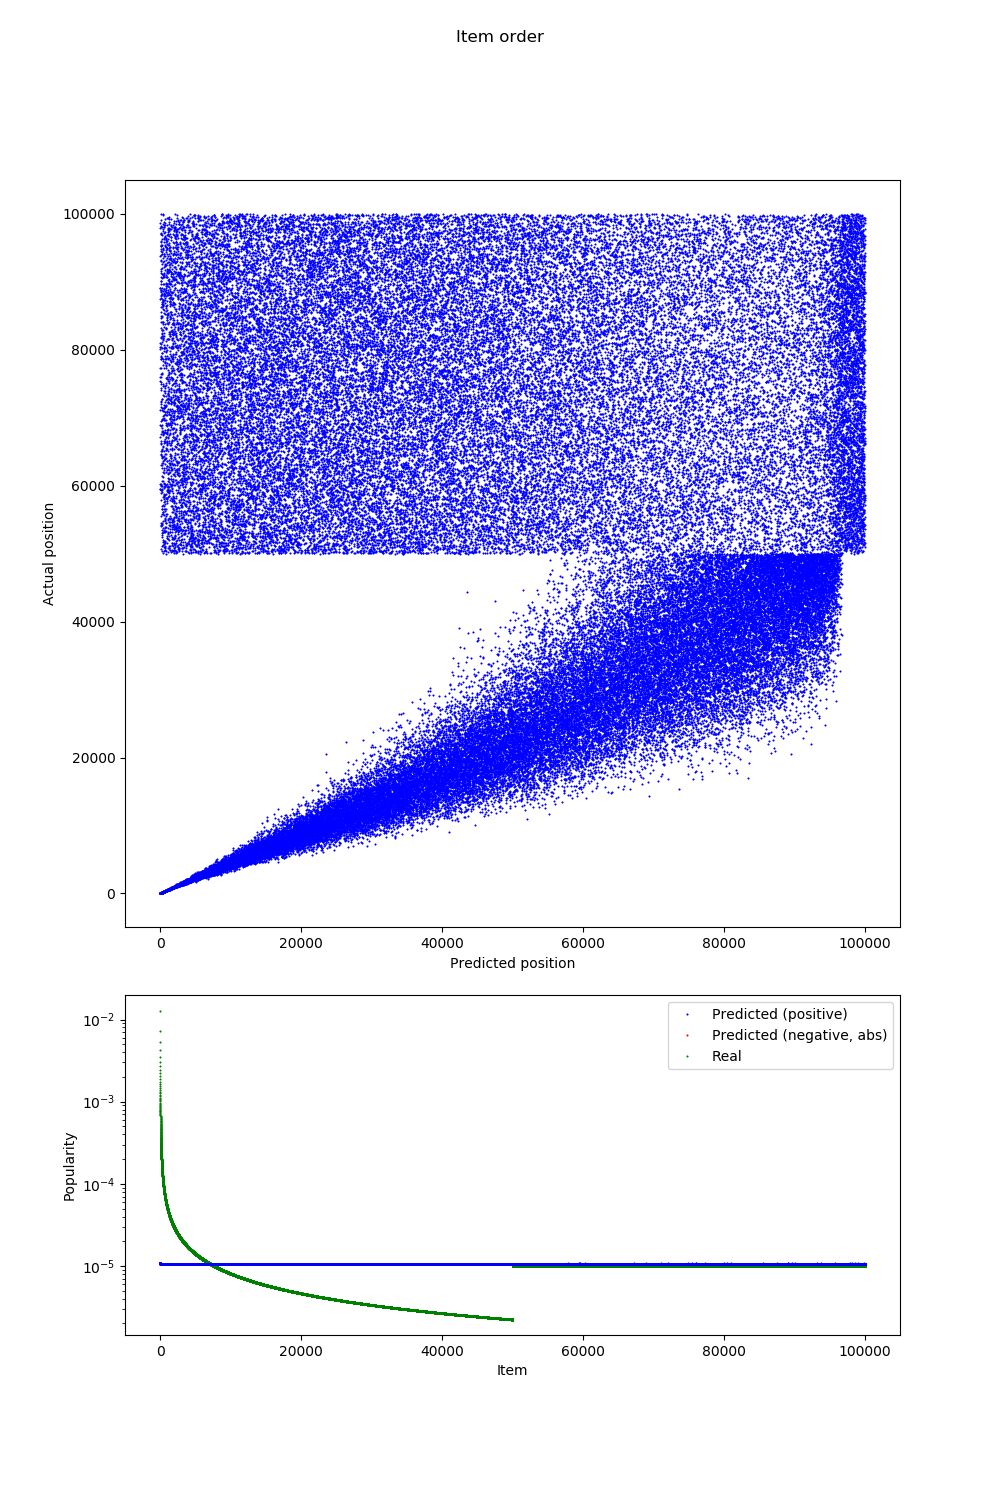 Item order
100000
80000
60000
40000
20000
0
Actual position
0 20000 40000 60000 80000 100000
Predicted position
10⁻²
10⁻³
10⁻⁴
10⁻⁵
Popularity
Predicted (positive)
Predicted (negative, abs)
Real
0 20000 40000 60000 80000 100000
Item